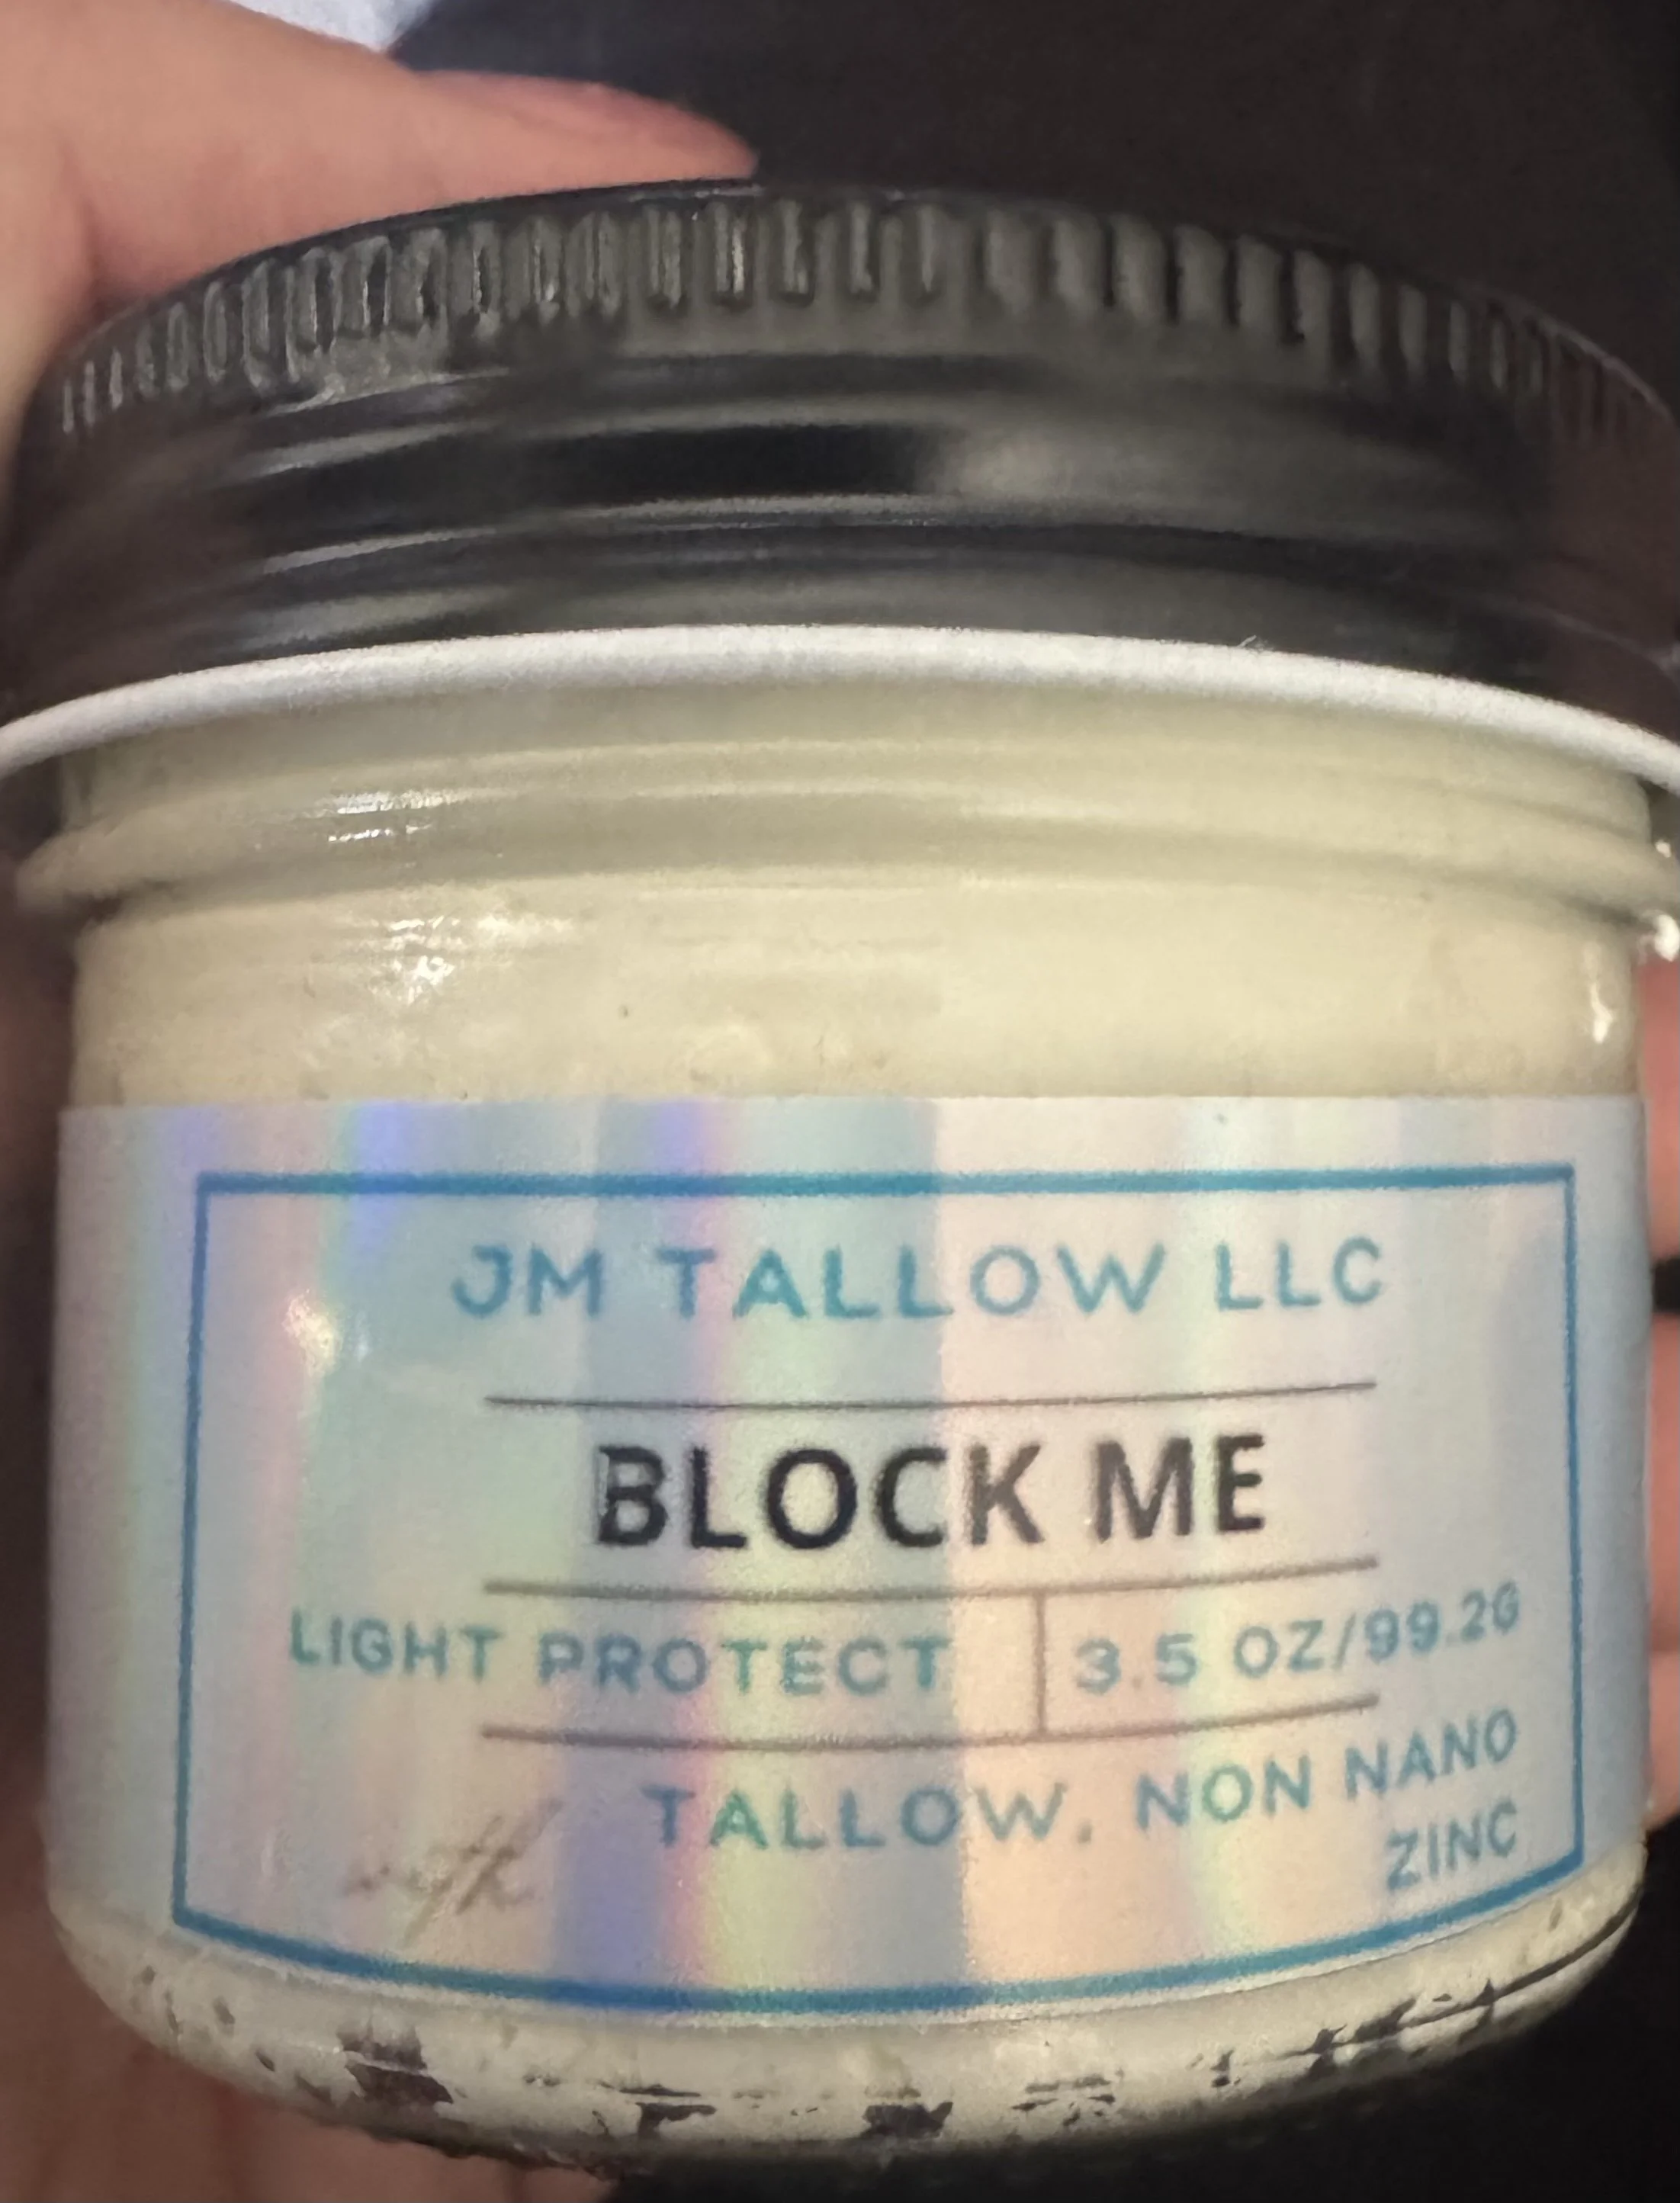 JM TALLOW LLC
BLOCK ME
LIGHT PROTECT
3.5 OZ/99.2G
TALLOW, NON NANO
ZINC